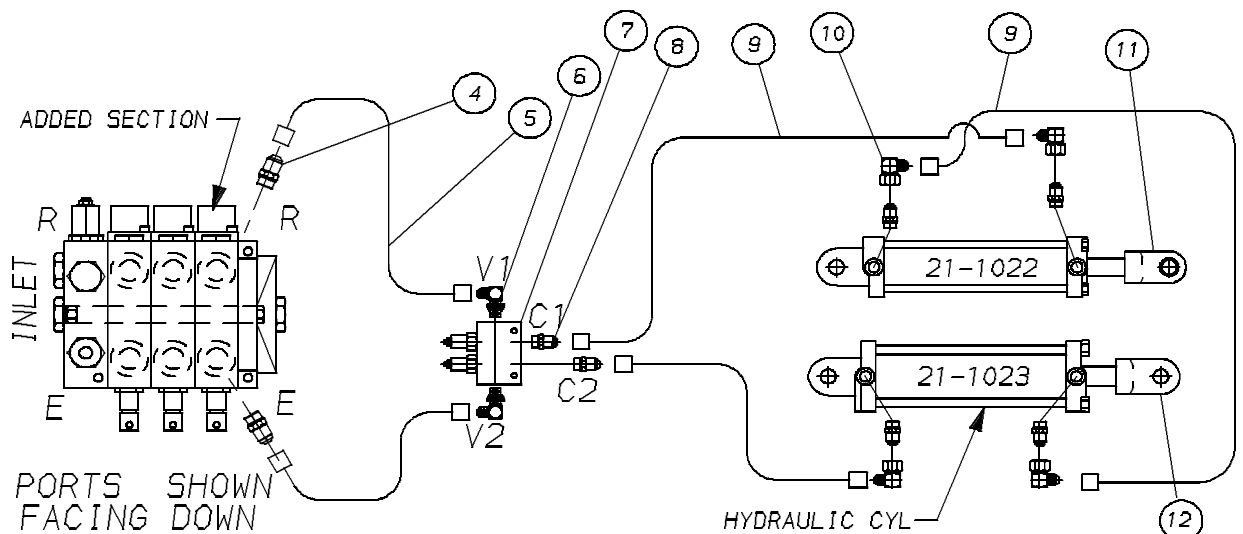 7
8
9
10
9
11
6
4
5
ADDED SECTION
R
R
INLET
V1
C1
21-1022
C2
21-1023
E
E
V2
PORTS SHOWN
FACING DOWN
HYDRAULIC CYL
12